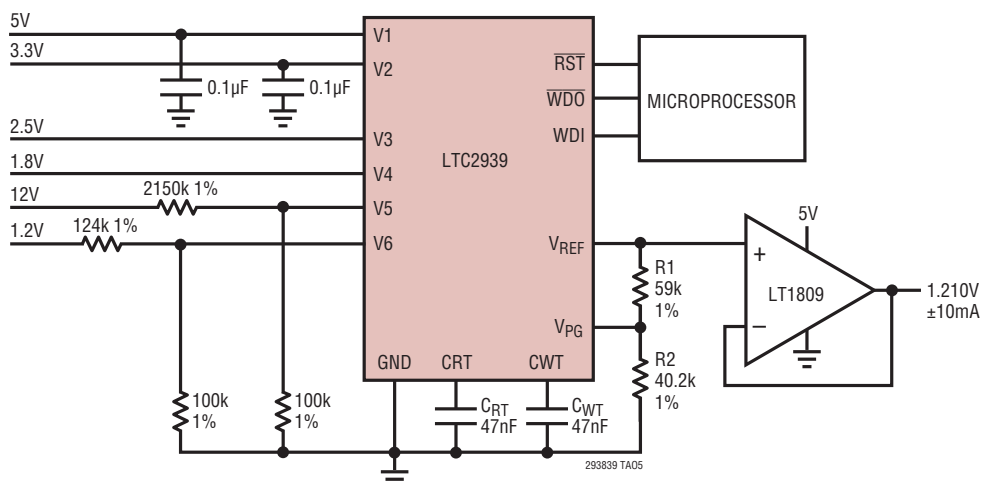 5V
3.3V
0.1µF
0.1µF
2.5V
1.8V
12V
2150k 1%
1.2V
124k 1%
100k
1%
100k
1%
V1
V2
V3
V4
V5
V6
LTC2939
RST
WDO
WDI
VREF
VPG
GND
CRT
CWT
MICROPROCESSOR
R1
59k
1%
R2
40.2k
1%
CRT
47nF
CWT
47nF
5V
+
–
LT1809
1.210V
±10mA
293839 TA05